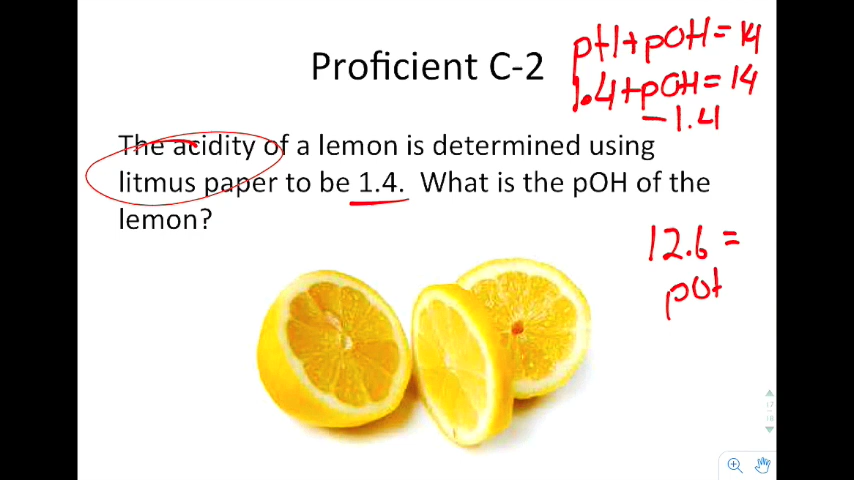 Proficient C-2
pH+pOH=14
1.4+pOH=14
-1.4
The acidity of a lemon is determined using
litmus paper to be 1.4. What is the pOH of the
lemon?
12.6 =